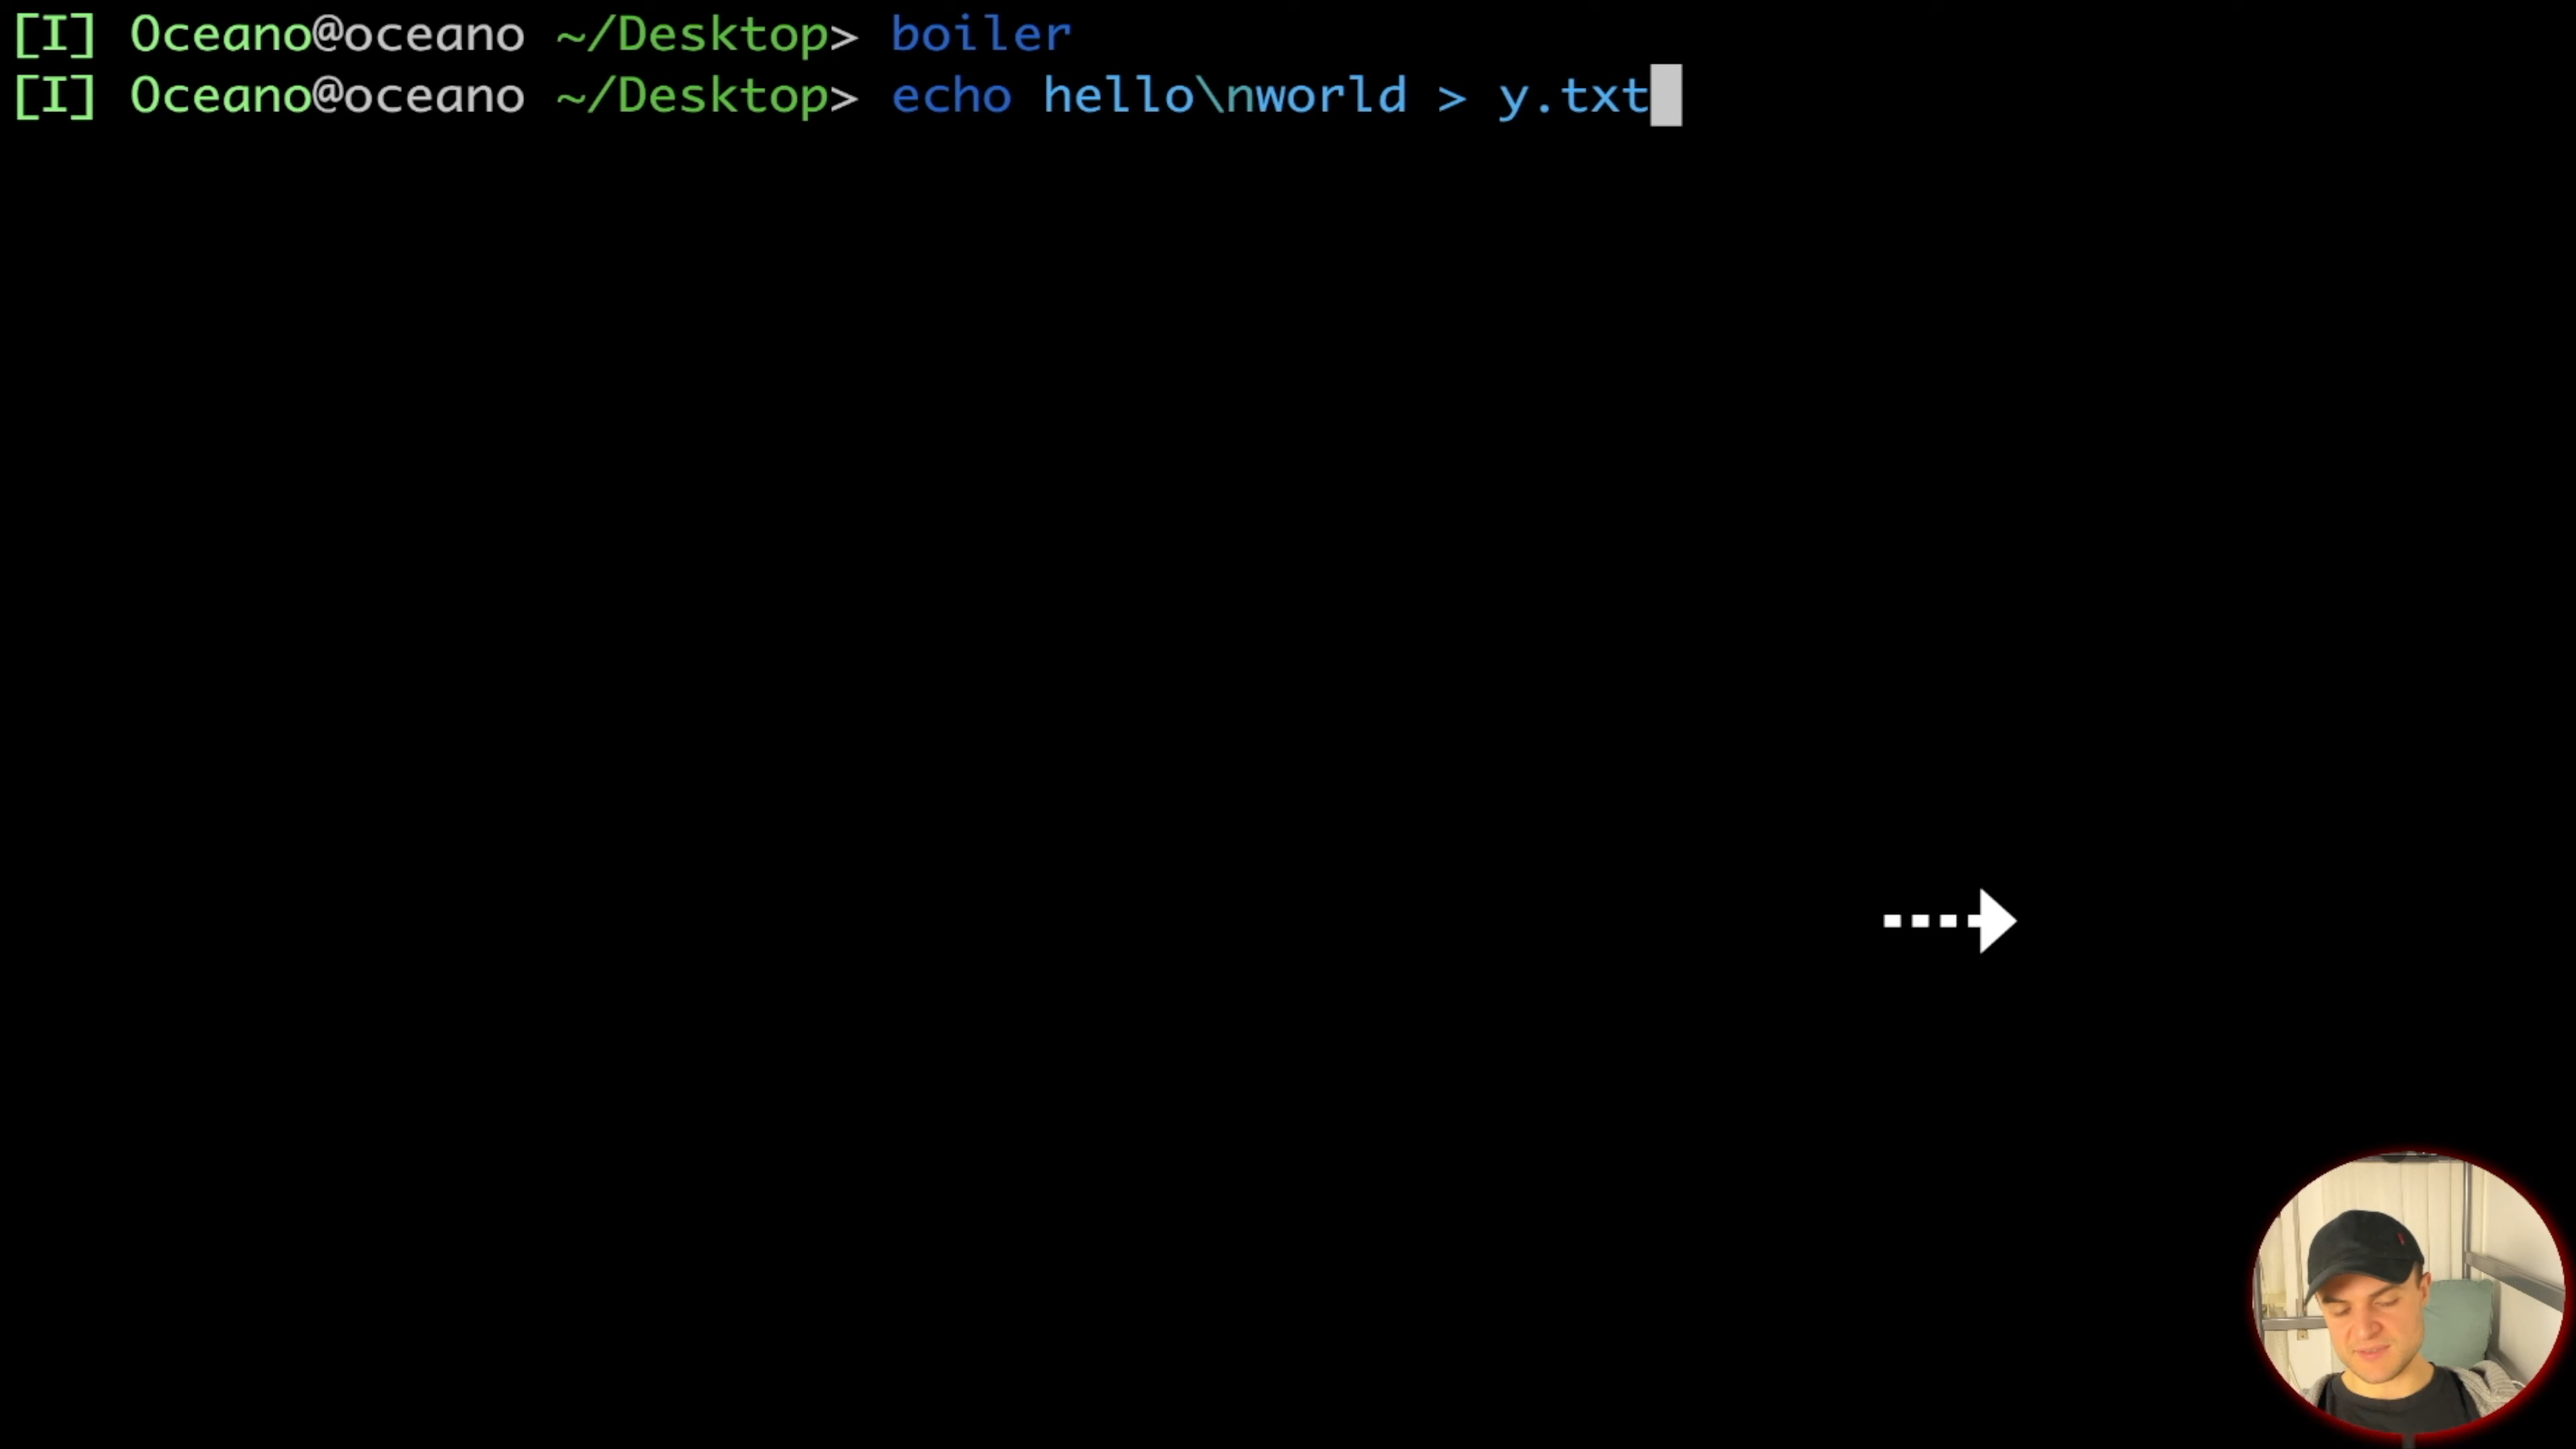 [I] Oceano@oceano ~/Desktop> boiler
[I] Oceano@oceano ~/Desktop> echo hello\nworld > y.txt